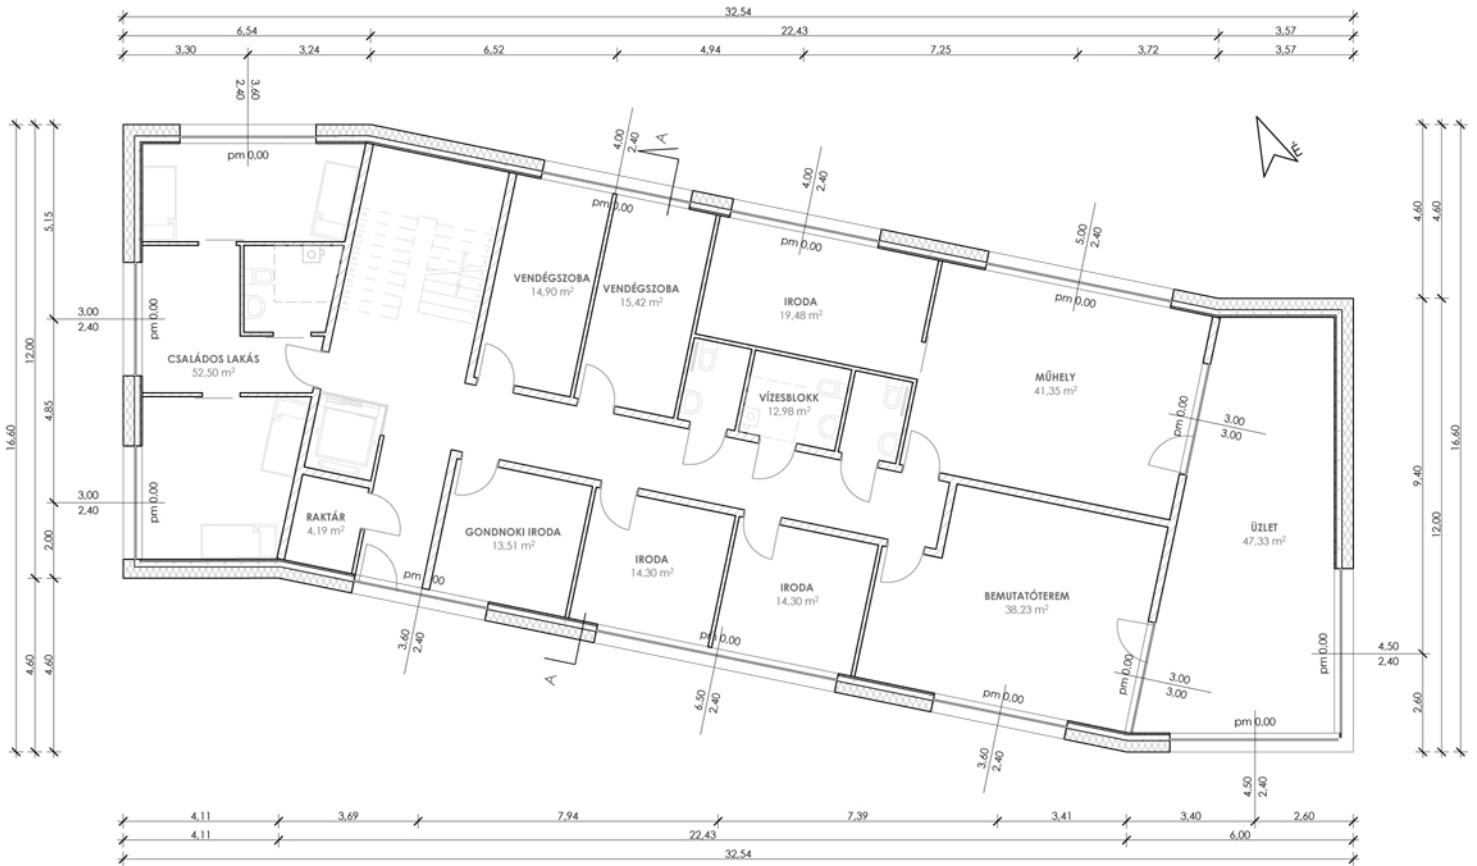 32,54
6,54
22,43
3,57
3,30
3,24
6,52
4,94
7,25
3,72
3,57
3.60
2.40
pm 0,00
4.00
2.40
A
pm 0,00
4.00
2.40
pm 0,00
5.00
2.40
pm 0,00
É
5,15
4,85
2,00
12,00
16,60
4,60
4,60
4,60
4,60
9,40
12,00
16,60
2,60
3,00
2,40
pm 0,00
3,00
2,40
pm 0,00
VENDÉGSZOBA
14,90 m²
VENDÉGSZOBA
15,42 m²
IRODA
19,48 m²
CSALÁDOS LAKÁS
52,50 m²
VÍZESBLOKK
12,98 m²
MŰHELY
41,35 m²
pm 0,00
3,00
3,00
RAKTÁR
4,19 m²
GONDNOKI IRODA
13,51 m²
IRODA
14,30 m²
IRODA
14,30 m²
BEMUTATÓTEREM
38,23 m²
ÜZLET
47,33 m²
pm 0,00
3.60
2.40
A
pm 0,00
6.50
2.40
pm 0,00
3.60
2.40
pm 0,00
3,00
3,00
pm 0,00
4,50
2,40
pm 0,00
4.50
2.40
4,11
3,69
7,94
7,39
3,41
3,40
2,60
4,11
22,43
6,00
32,54